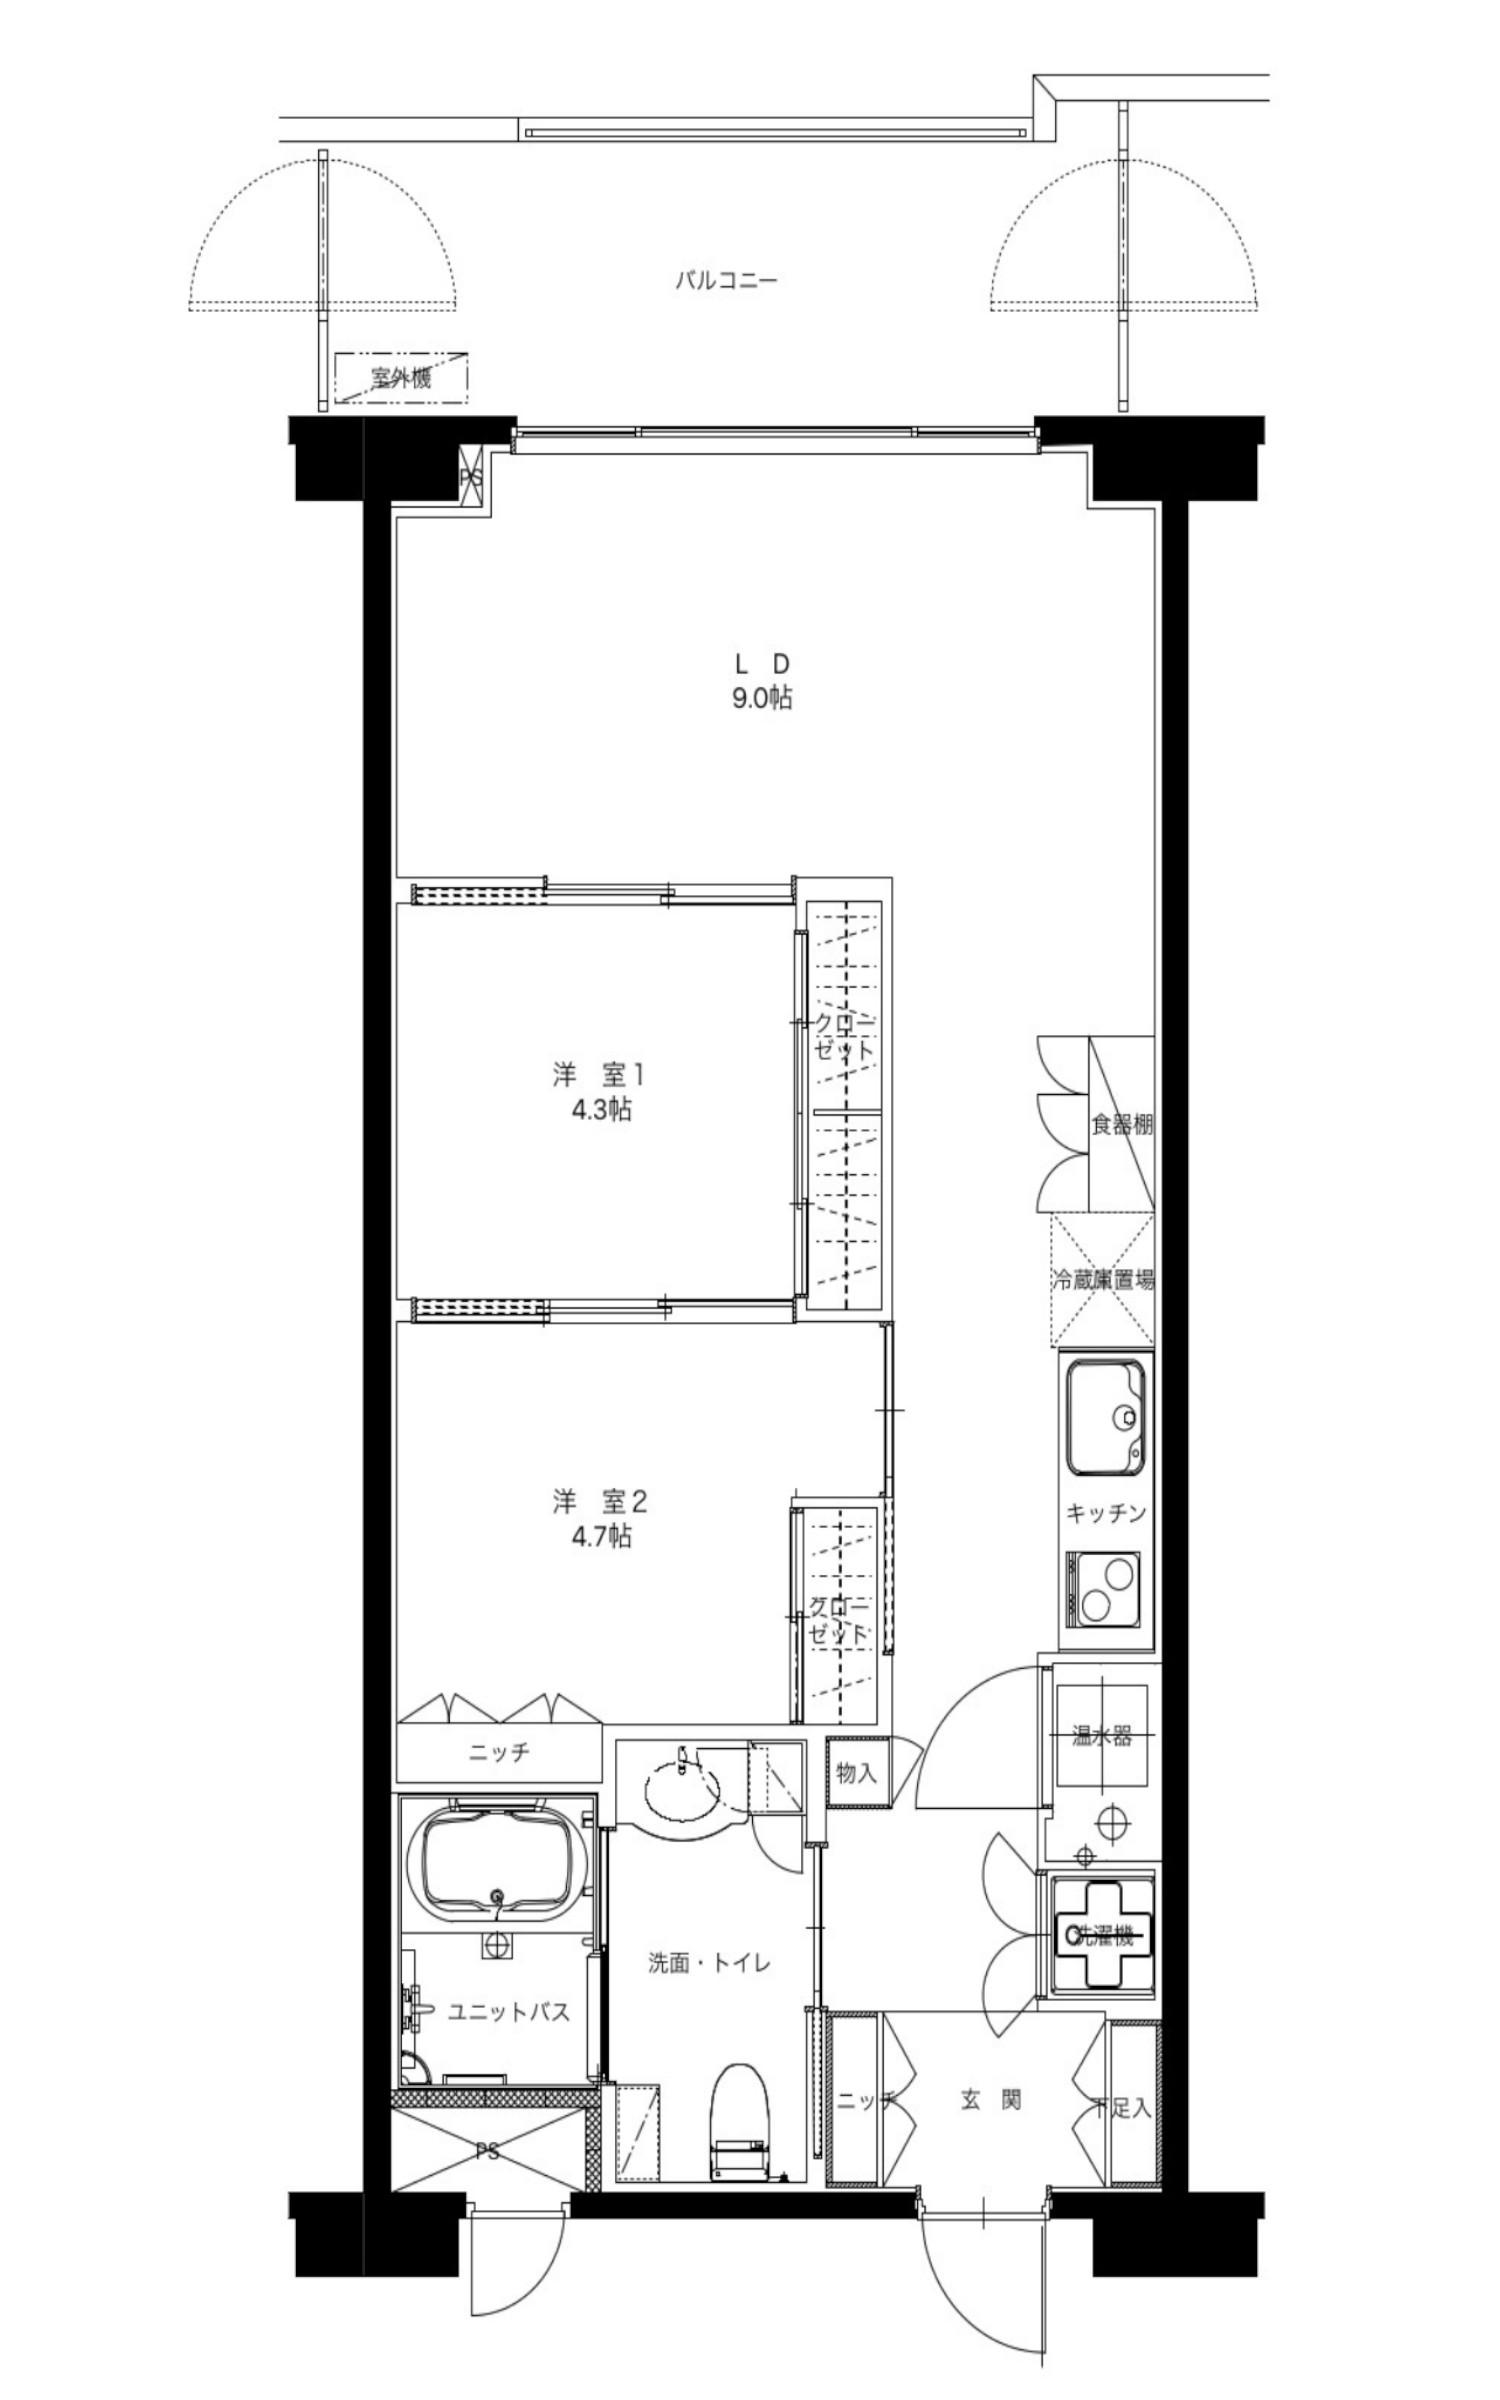 バルコニー
室外機
PS
L D
9.0帖
クロー
ゼット
洋 室1
4.3帖
食器棚
冷蔵庫置場
洋 室2
4.7帖
キッチン
クロー
ゼット
温水器
ニッチ
物入
洗濯機
洗面・トイレ
ユニットバス
ニッチ
玄 関
下足入
PS